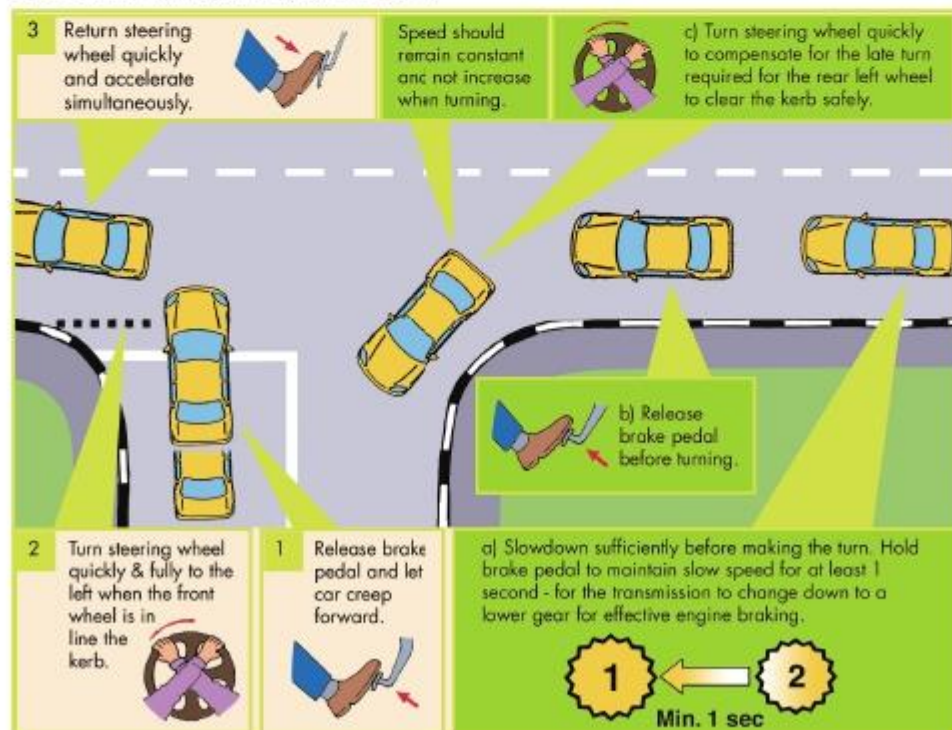 3
Return steering
wheel quickly
and accelerate
simultaneously.
Speed should
remain constant
and not increase
when turning.
c) Turn steering wheel quickly
to compensate for the late turn
required for the rear left wheel
to clear the kerb safely.
b) Release
brake pedal
before turning.
2
Turn steering wheel
quickly & fully to the
left when the front
wheel is in
line the
kerb.
1
Release brake
pedal and let
car creep
forward.
a) Slowdown sufficiently before making the turn. Hold
brake pedal to maintain slow speed for at least 1
second - for the transmission to change down to a
lower gear for effective engine braking.
1
2
Min. 1 sec